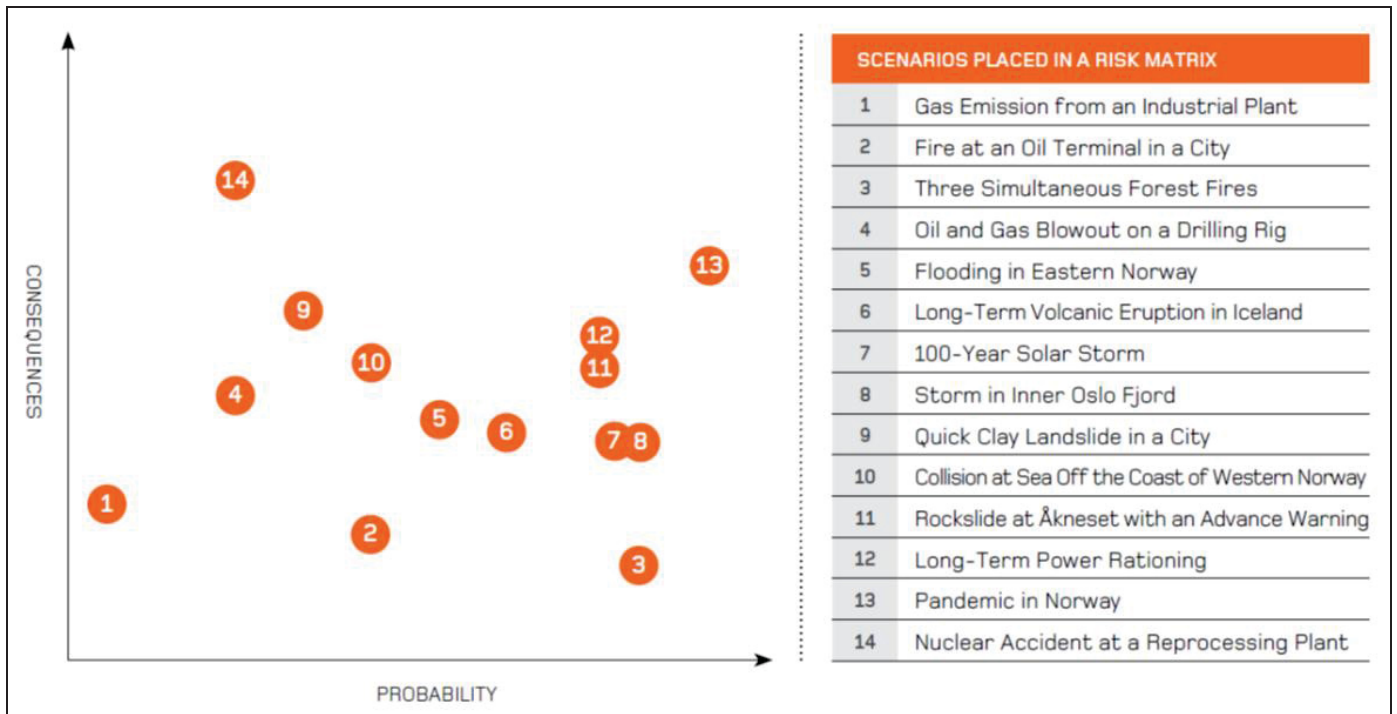 CONSEQUENCES
14
13
9
12
10
11
4
5
6
7 8
1
2
3
PROBABILITY
SCENARIOS PLACED IN A RISK MATRIX
1 Gas Emission from an Industrial Plant
2 Fire at an Oil Terminal in a City
3 Three Simultaneous Forest Fires
4 Oil and Gas Blowout on a Drilling Rig
5 Flooding in Eastern Norway
6 Long-Term Volcanic Eruption in Iceland
7 100-Year Solar Storm
8 Storm in Inner Oslo Fjord
9 Quick Clay Landslide in a City
10 Collision at Sea Off the Coast of Western Norway
11 Rockslide at Åkneset with an Advance Warning
12 Long-Term Power Rationing
13 Pandemic in Norway
14 Nuclear Accident at a Reprocessing Plant